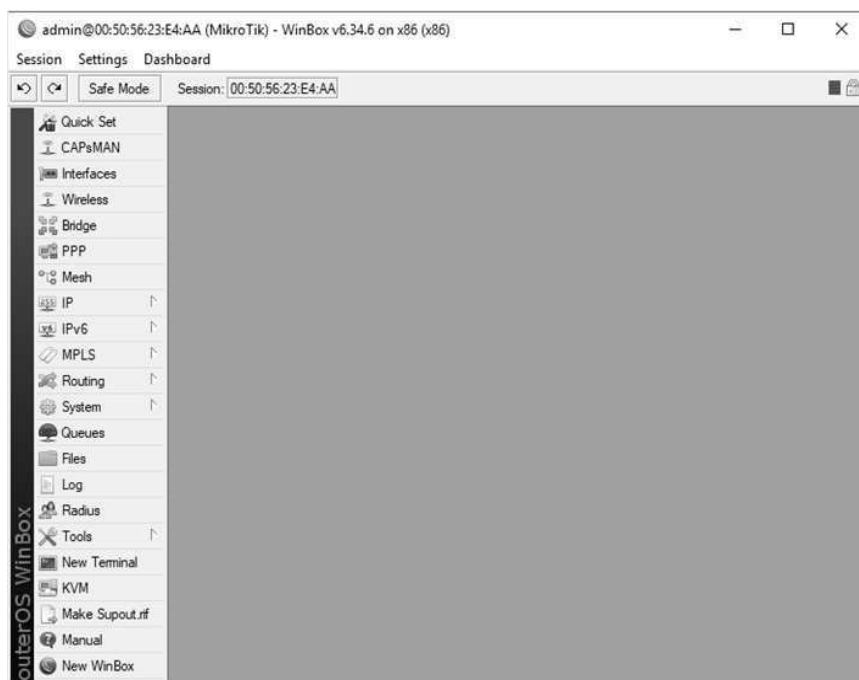 admin@00:50:56:23:E4:AA (MikroTik) - WinBox v6.34.6 on x86 (x86)
Session Settings Dashboard
Safe Mode Session: 00:50:56:23:E4:AA
Quick Set
CAPsMAN
Interfaces
Wireless
Bridge
PPP
Mesh
IP
IPv6
MPLS
Routing
System
Queues
Files
Log
Radius
Tools
New Terminal
KVM
Make Supout.rif
Manual
New WinBox
outerOS WinBox